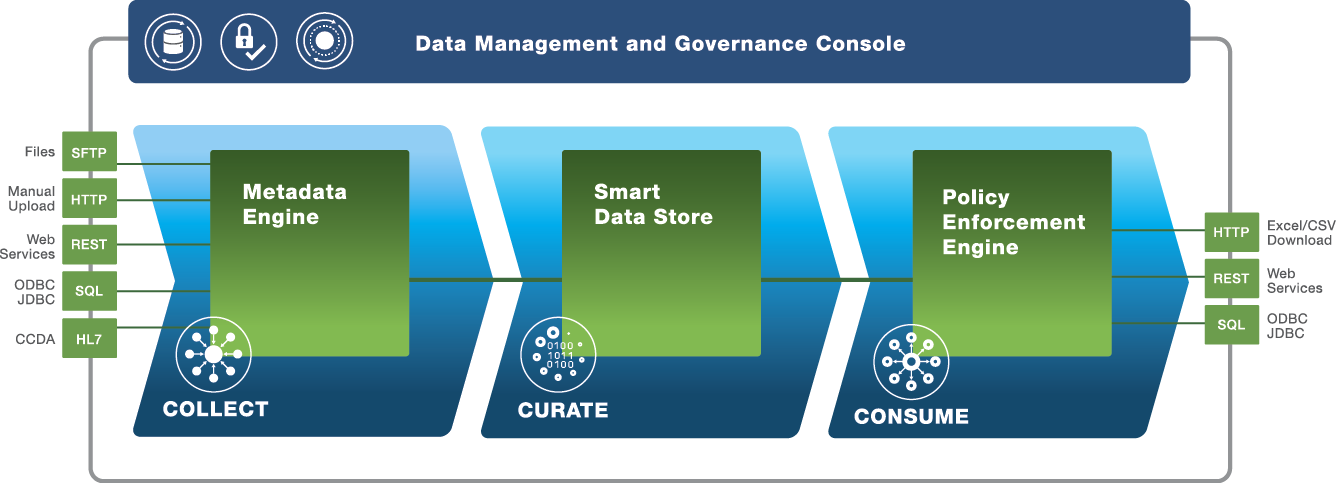 Data Management and Governance Console
Files
SFTP
Manual
Upload
HTTP
Web
Services
REST
ODBC
JDBC
SQL
CCDA
HL7
Metadata
Engine
COLLECT
Smart
Data Store
0100
1011
0100
CURATE
Policy
Enforcement
Engine
CONSUME
HTTP
Excel/CSV
Download
REST
Web
Services
SQL
ODBC
JDBC